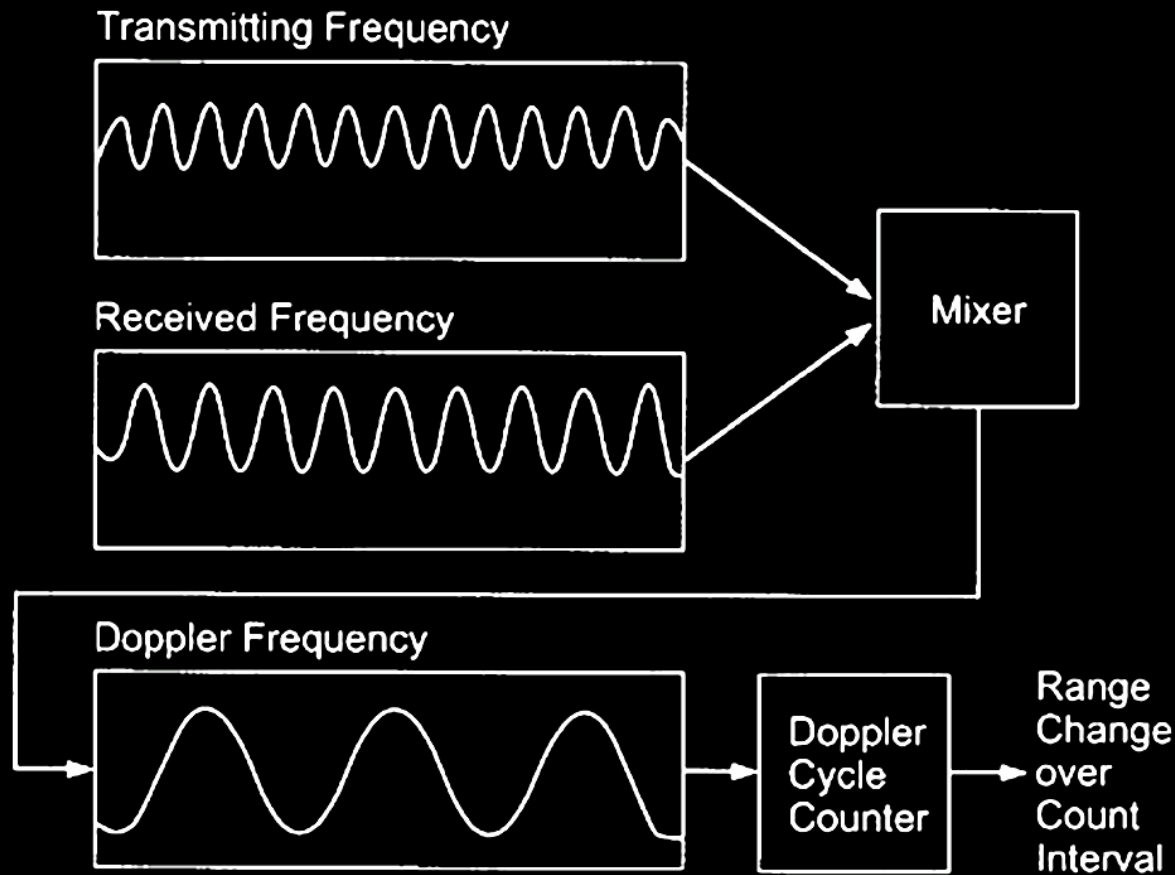 Transmitting Frequency
Mixer
Received Frequency
Doppler Frequency
Doppler
Cycle
Counter
Range
Change
over
Count
Interval